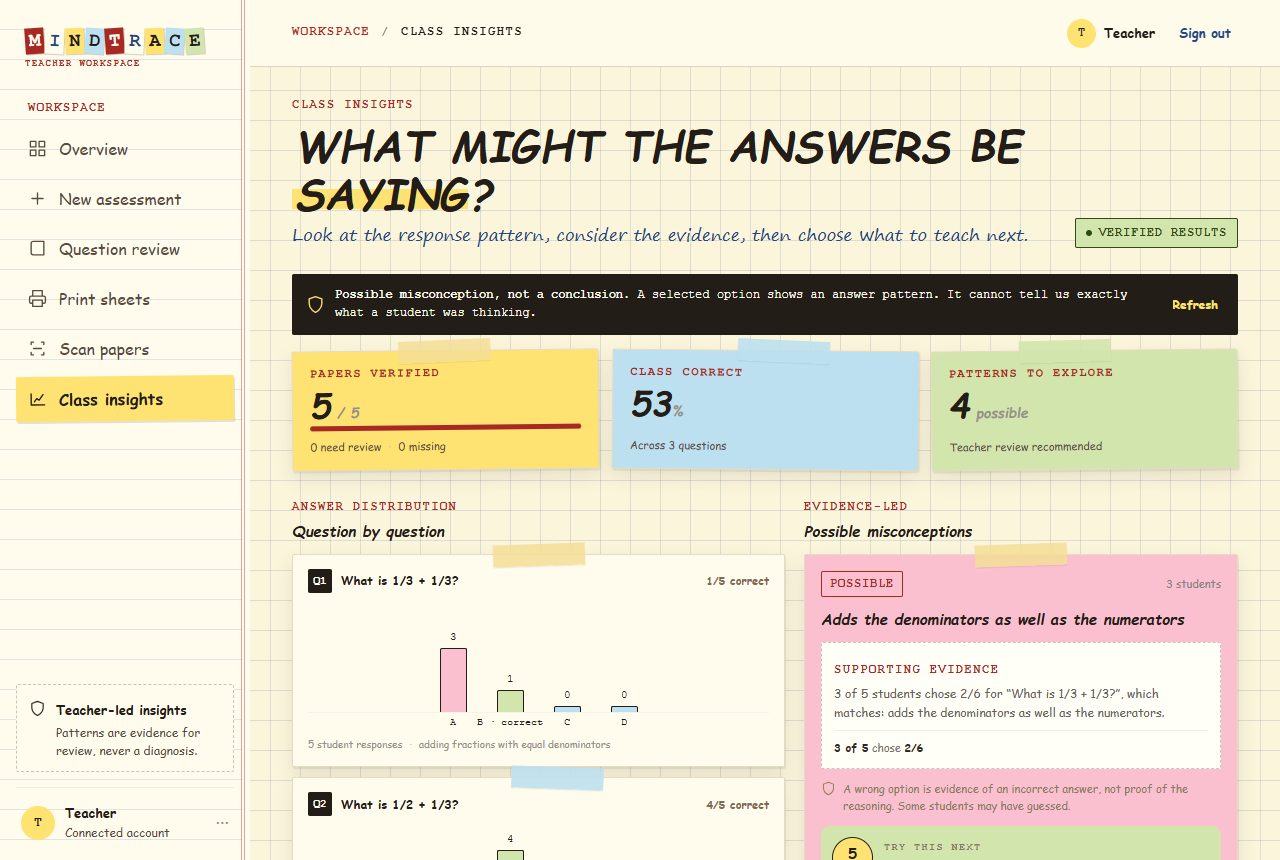 MINDTRACE
TEACHER WORKSPACE
WORKSPACE
Overview
New assessment
Question review
Print sheets
Scan papers
Class insights
Teacher-led insights
Patterns are evidence for
review, never a diagnosis.
T
Teacher
Connected account
WORKSPACE / CLASS INSIGHTS
T
Teacher
Sign out
CLASS INSIGHTS
WHAT MIGHT THE ANSWERS BE
SAYING?
Look at the response pattern, consider the evidence, then choose what to teach next.
VERIFIED RESULTS
Possible misconception, not a conclusion. A selected option shows an answer pattern. It cannot tell us exactly
what a student was thinking.
Refresh
PAPERS VERIFIED
5 / 5
0 need review · 0 missing
CLASS CORRECT
53%
Across 3 questions
PATTERNS TO EXPLORE
4 possible
Teacher review recommended
ANSWER DISTRIBUTION
Question by question
Q1 What is 1/3 + 1/3? 1/5 correct
3
1
0
0
A
B · correct
C
D
5 student responses · adding fractions with equal denominators
Q2 What is 1/2 + 1/3? 4/5 correct
4
EVIDENCE-LED
Possible misconceptions
POSSIBLE
3 students
Adds the denominators as well as the numerators
SUPPORTING EVIDENCE
3 of 5 students chose 2/6 for “What is 1/3 + 1/3?”, which
matches: adds the denominators as well as the numerators.
3 of 5 chose 2/6
A wrong option is evidence of an incorrect answer, not proof of the
reasoning. Some students may have guessed.
5
TRY THIS NEXT